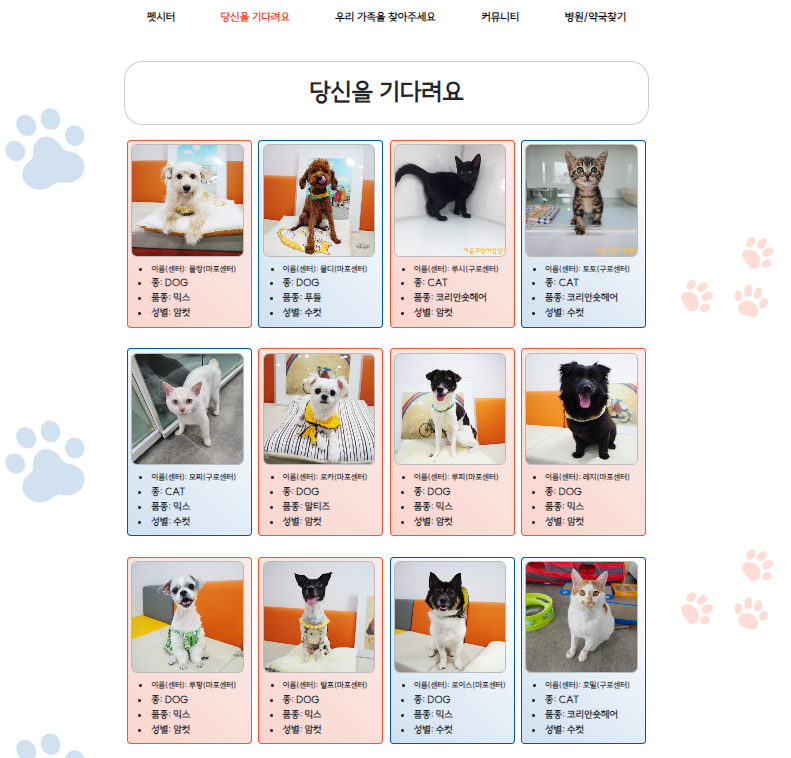 펫시터 당신을 기다려요 우리 가족을 찾아주세요 커뮤니티 병원/약국찾기
당신을 기다려요
이름(센터): 몰랑(마포센터)
종: DOG
품종: 믹스
성별: 암컷
이름(센터): 몰디(마포센터)
종: DOG
품종: 푸들
성별: 수컷
이름(센터): 루시(구로센터)
종: CAT
품종: 코리안숏헤어
성별: 암컷
이름(센터): 토토(구로센터)
종: CAT
품종: 코리안숏헤어
성별: 수컷
이름(센터): 모찌(구로센터)
종: CAT
품종: 믹스
성별: 수컷
이름(센터): 로카(마포센터)
종: DOG
품종: 말티즈
성별: 암컷
이름(센터): 루피(마포센터)
종: DOG
품종: 믹스
성별: 암컷
이름(센터): 레지(마포센터)
종: DOG
품종: 믹스
성별: 암컷
이름(센터): 루팡(마포센터)
종: DOG
품종: 믹스
성별: 암컷
이름(센터): 랄프(마포센터)
종: DOG
품종: 믹스
성별: 암컷
이름(센터): 로이스(마포센터)
종: DOG
품종: 믹스
성별: 수컷
이름(센터): 호밀(구로센터)
종: CAT
품종: 코리안숏헤어
성별: 수컷